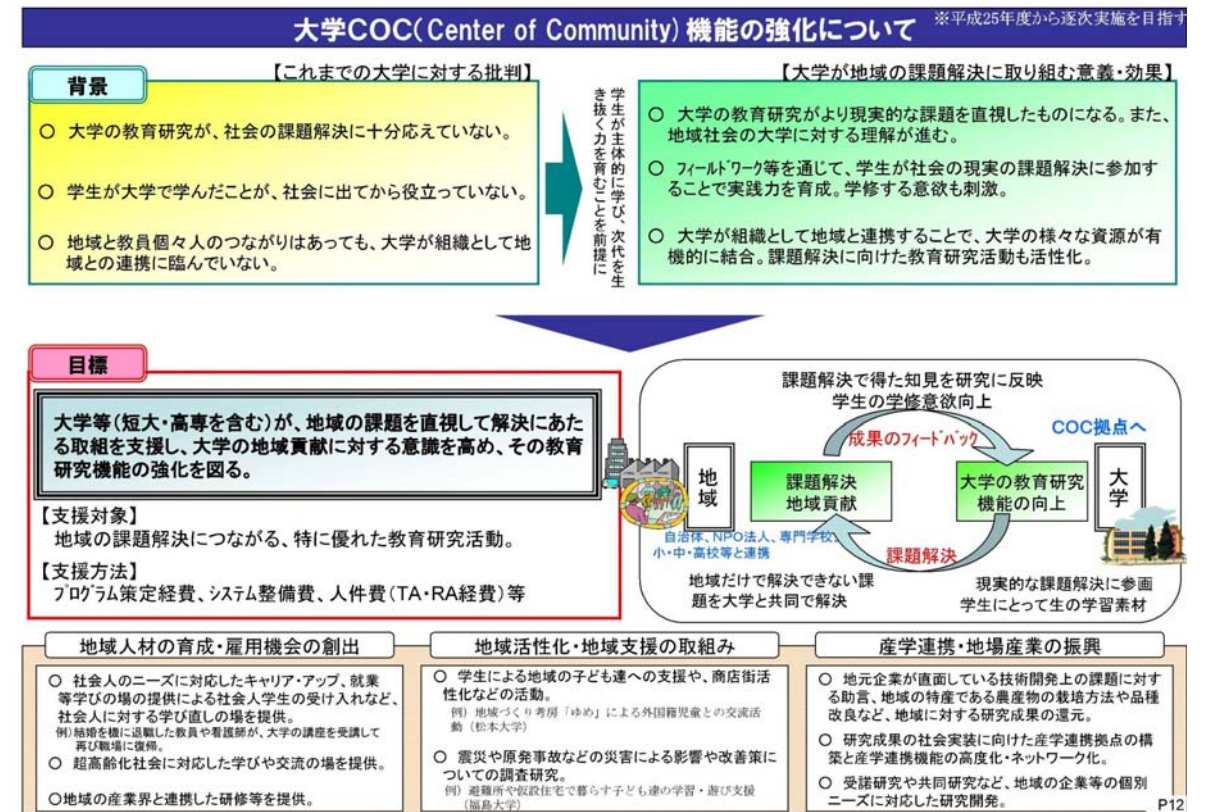 大学COC(Center of Community)機能の強化について
※平成25年度から逐次実施を目指す
背景
【これまでの大学に対する批判】
○ 大学の教育研究が、社会の課題解決に十分応えていない。
○ 学生が大学で学んだことが、社会に出てから役立っていない。
○ 地域と教員個々人のつながりはあっても、大学が組織として地
域との連携に臨んでいない。
学生が主体的に学び、次代を生
き抜く力を育むことを前提に
【大学が地域の課題解決に取り組む意義・効果】
○ 大学の教育研究がより現実的な課題を直視したものになる。また、
地域社会の大学に対する理解が進む。
○ フィールドワーク等を通じて、学生が社会の現実の課題解決に参加す
ることで実践力を育成。学修する意欲も刺激。
○ 大学が組織として地域と連携することで、大学の様々な資源が有
機的に結合。課題解決に向けた教育研究活動も活性化。
目標
大学等(短大・高専を含む)が、地域の課題を直視して解決にあた
る取組を支援し、大学の地域貢献に対する意識を高め、その教育
研究機能の強化を図る。
【支援対象】
地域の課題解決につながる、特に優れた教育研究活動。
【支援方法】
プログラム策定経費、システム整備費、人件費(TA・RA経費)等
課題解決で得た知見を研究に反映
学生の学修意欲向上
成果のフィードバック
COC拠点へ
地域
課題解決
地域貢献
大学の教育研究
機能の向上
大学
自治体、NPO法人、専門学校、
小・中・高校等と連携
課題解決
地域だけで解決できない課
題を大学と共同で解決
現実的な課題解決に参画
学生にとって生の学習素材
地域人材の育成・雇用機会の創出
○ 社会人のニーズに対応したキャリア・アップ、就業
等学びの場の提供による社会人学生の受け入れなど、
社会人に対する学び直しの場を提供。
例)結婚を機に退職した教員や看護師が、大学の講座を受講して
再び職場に復帰。
○ 超高齢化社会に対応した学びや交流の場を提供。
○地域の産業界と連携した研修等を提供。
地域活性化・地域支援の取組み
○ 学生による地域の子ども達への支援や、商店街活
性化などの活動。
例)地域づくり考房「ゆめ」による外国籍児童との交流活
動(松本大学)
○ 震災や原発事故などの災害による影響や改善策に
ついての調査研究。
例)避難所や仮設住宅で暮らす子ども達の学習・遊び支援
(福島大学)
産学連携・地場産業の振興
○ 地元企業が直面している技術開発上の課題に対す
る助言、地域の特産である農産物の栽培方法や品種
改良など、地域に対する研究成果の還元。
○ 研究成果の社会実装に向けた産学連携拠点の構
築と産学連携機能の高度化・ネットワーク化。
○ 受諾研究や共同研究など、地域の企業等の個別
ニーズに対応した研究開発。
P12